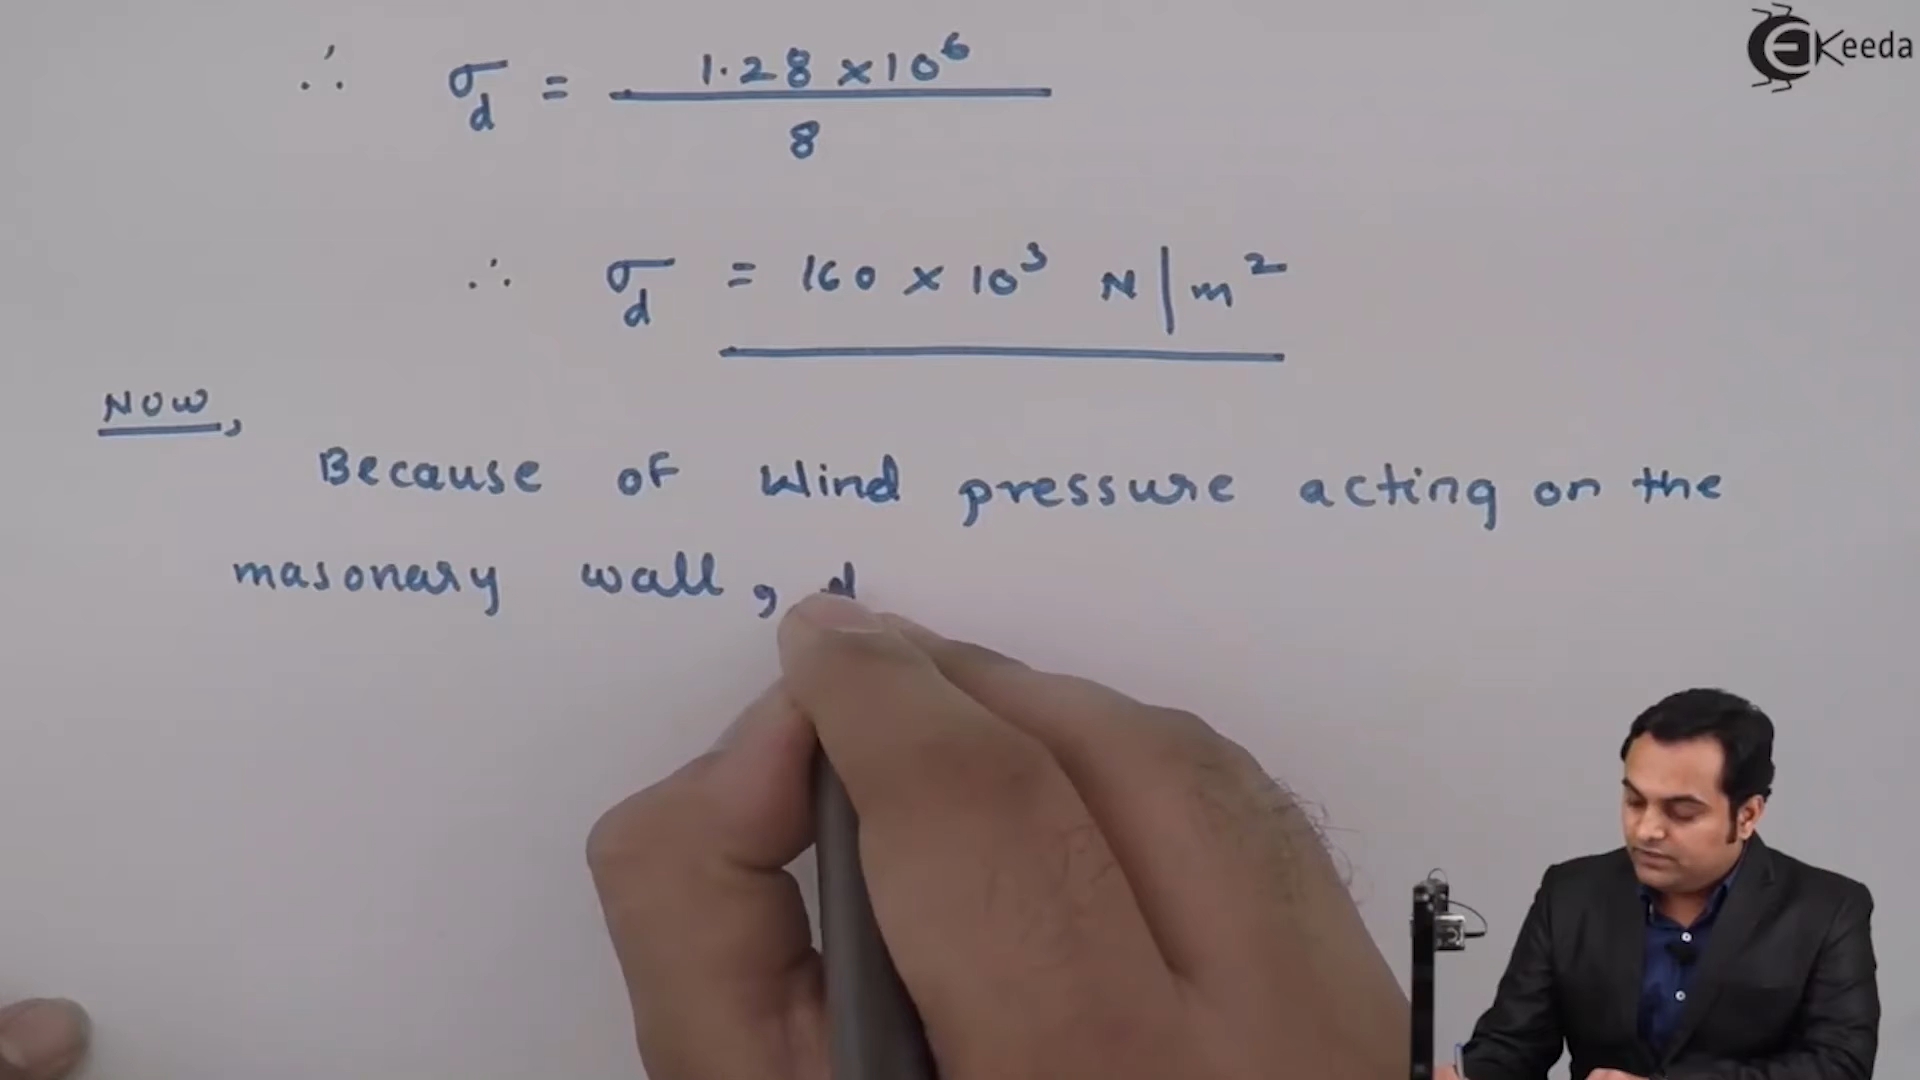 Keeda
∴ σd = 1.28 × 10⁶ / 8
∴ σd = 160 × 10³ N/m²
NOW,
Because of Wind pressure acting on the
masonary wall,